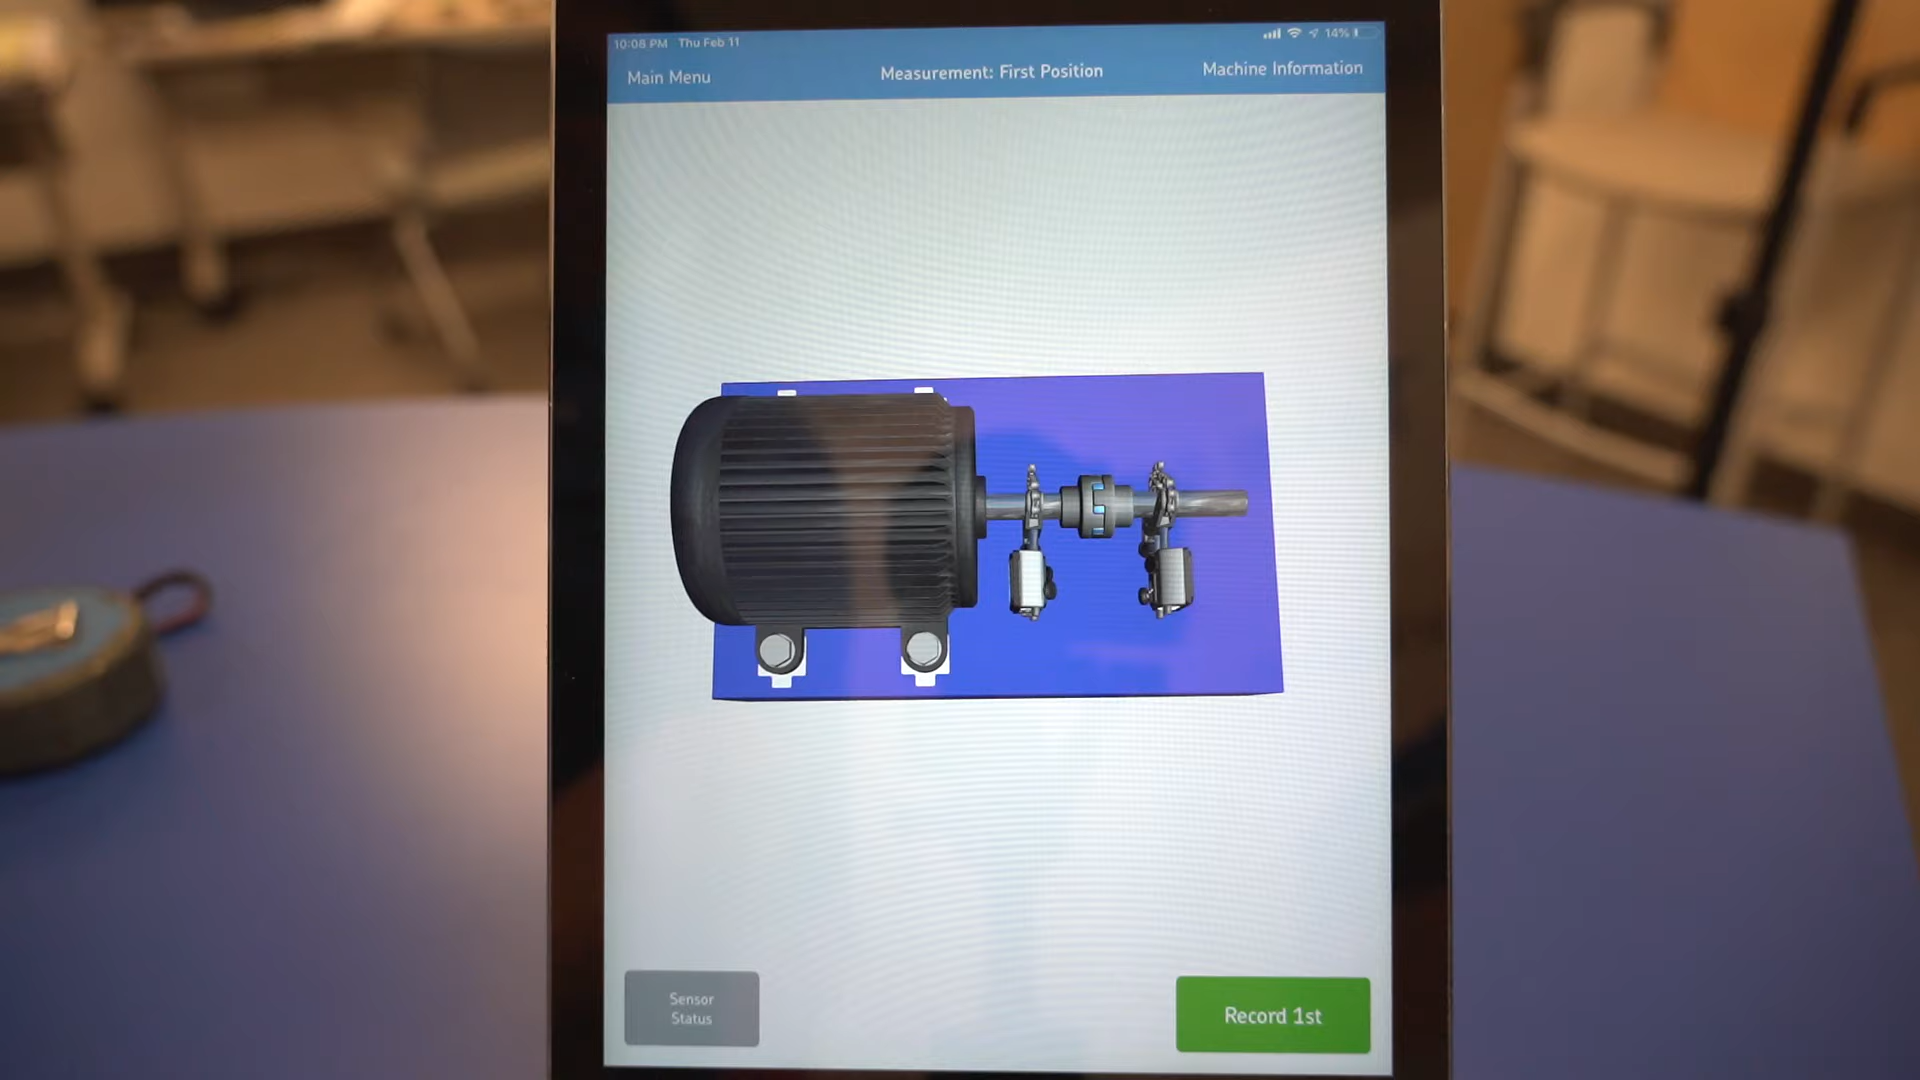 10:08 PM Thu Feb 11
14%
Main Menu
Measurement: First Position
Machine Information
Sensor
Status
Record 1st